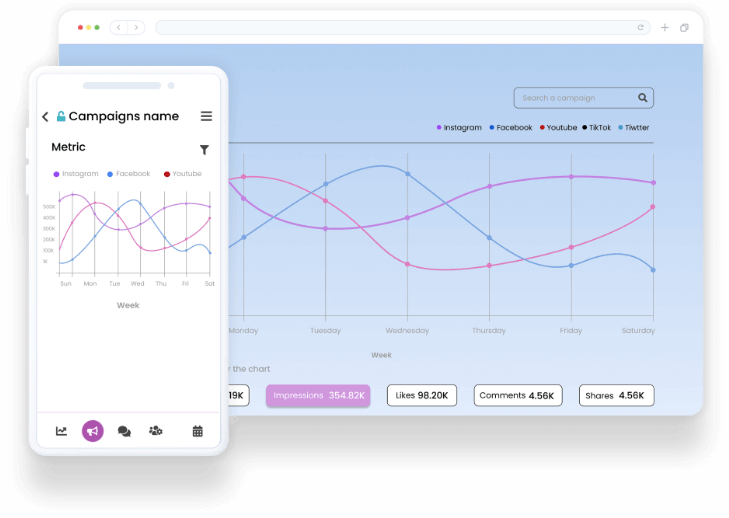 Search a campaign
Instagram Facebook Youtube TikTok Tiwtter
Monday Tuesday Wednesday Thursday Friday Saturday
Week
the chart
19K
Impressions 354.82K
Likes 98.20K
Comments 4.56K
Shares 4.56K
Campaigns name
Metric
Instagram Facebook Youtube
500K
400K
300K
200K
100K
1K
Sun Mon Tue Wed Thu Fri Sat
Week